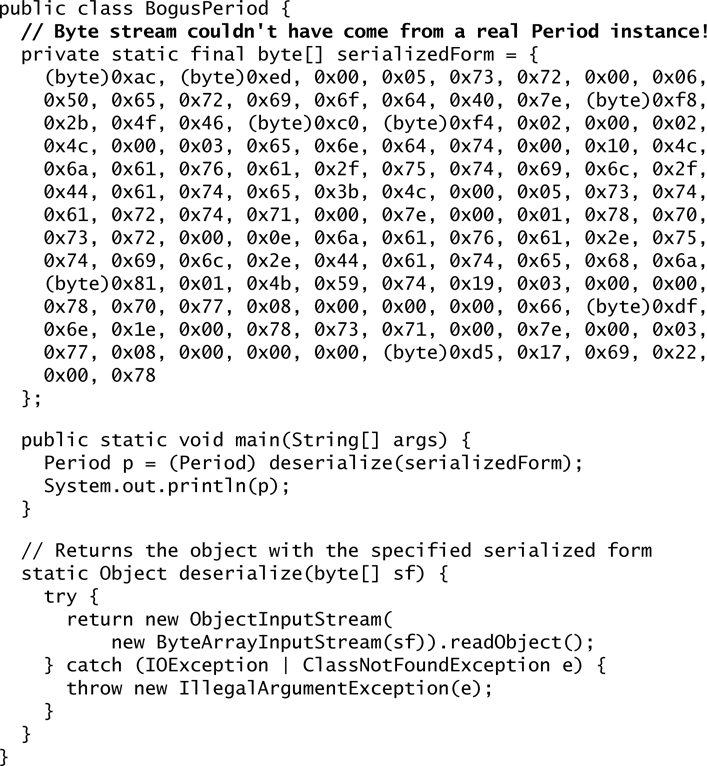 public class BogusPeriod {
  // Byte stream couldn't have come from a real Period instance!
  private static final byte[] serializedForm = {
    (byte)0xac, (byte)0xed, 0x00, 0x05, 0x73, 0x72, 0x00, 0x06,
    0x50, 0x65, 0x72, 0x69, 0x6f, 0x64, 0x40, 0x7e, (byte)0xf8,
    0x2b, 0x4f, 0x46, (byte)0xc0, (byte)0xf4, 0x02, 0x00, 0x02,
    0x4c, 0x00, 0x03, 0x65, 0x6e, 0x64, 0x74, 0x00, 0x10, 0x4c,
    0x6a, 0x61, 0x76, 0x61, 0x2f, 0x75, 0x74, 0x69, 0x6c, 0x2f,
    0x44, 0x61, 0x74, 0x65, 0x3b, 0x4c, 0x00, 0x05, 0x73, 0x74,
    0x61, 0x72, 0x74, 0x71, 0x00, 0x7e, 0x00, 0x01, 0x78, 0x70,
    0x73, 0x72, 0x00, 0x0e, 0x6a, 0x61, 0x76, 0x61, 0x2e, 0x75,
    0x74, 0x69, 0x6c, 0x2e, 0x44, 0x61, 0x74, 0x65, 0x68, 0x6a,
    (byte)0x81, 0x01, 0x4b, 0x59, 0x74, 0x19, 0x03, 0x00, 0x00,
    0x78, 0x70, 0x77, 0x08, 0x00, 0x00, 0x00, 0x66, (byte)0xdf,
    0x6e, 0x1e, 0x00, 0x78, 0x73, 0x71, 0x00, 0x7e, 0x00, 0x03,
    0x77, 0x08, 0x00, 0x00, 0x00, (byte)0xd5, 0x17, 0x69, 0x22,
    0x00, 0x78
  };

  public static void main(String[] args) {
    Period p = (Period) deserialize(serializedForm);
    System.out.println(p);
  }

  // Returns the object with the specified serialized form
  static Object deserialize(byte[] sf) {
    try {
      return new ObjectInputStream(
          new ByteArrayInputStream(sf)).readObject();
    } catch (IOException | ClassNotFoundException e) {
      throw new IllegalArgumentException(e);
    }
  }
}